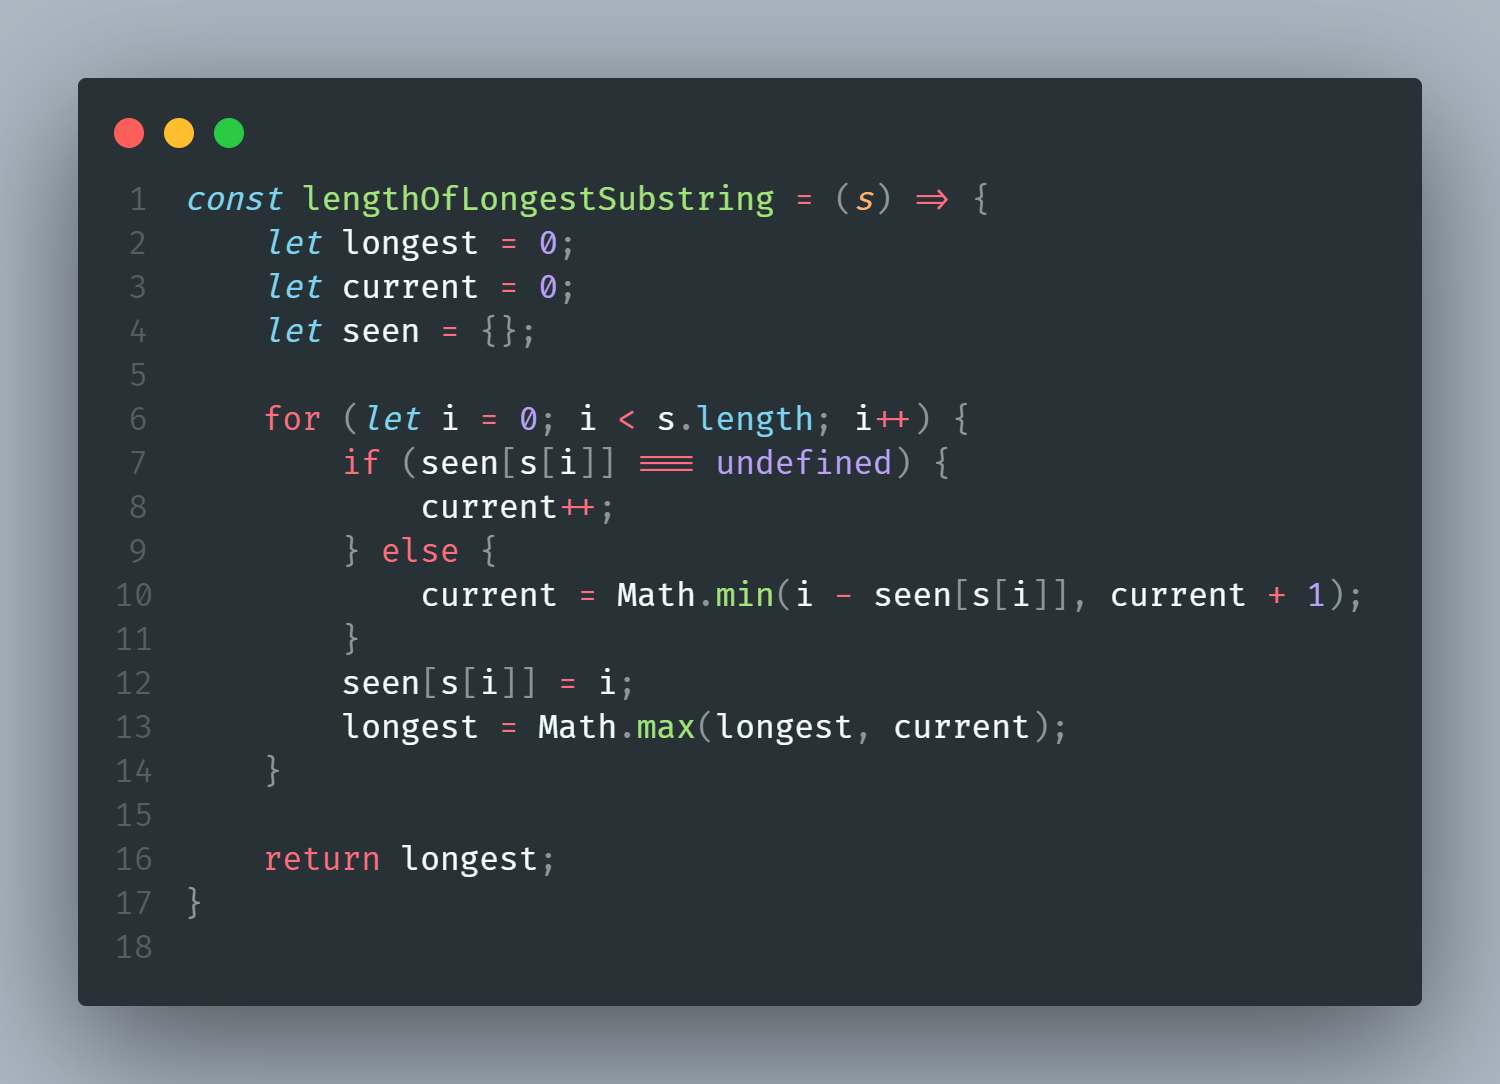 1 const lengthOfLongestSubstring = (s) => {
2     let longest = 0;
3     let current = 0;
4     let seen = {};
5
6     for (let i = 0; i < s.length; i++) {
7         if (seen[s[i]] === undefined) {
8             current++;
9         } else {
10             current = Math.min(i - seen[s[i]], current + 1);
11         }
12         seen[s[i]] = i;
13         longest = Math.max(longest, current);
14     }
15
16     return longest;
17 }
18